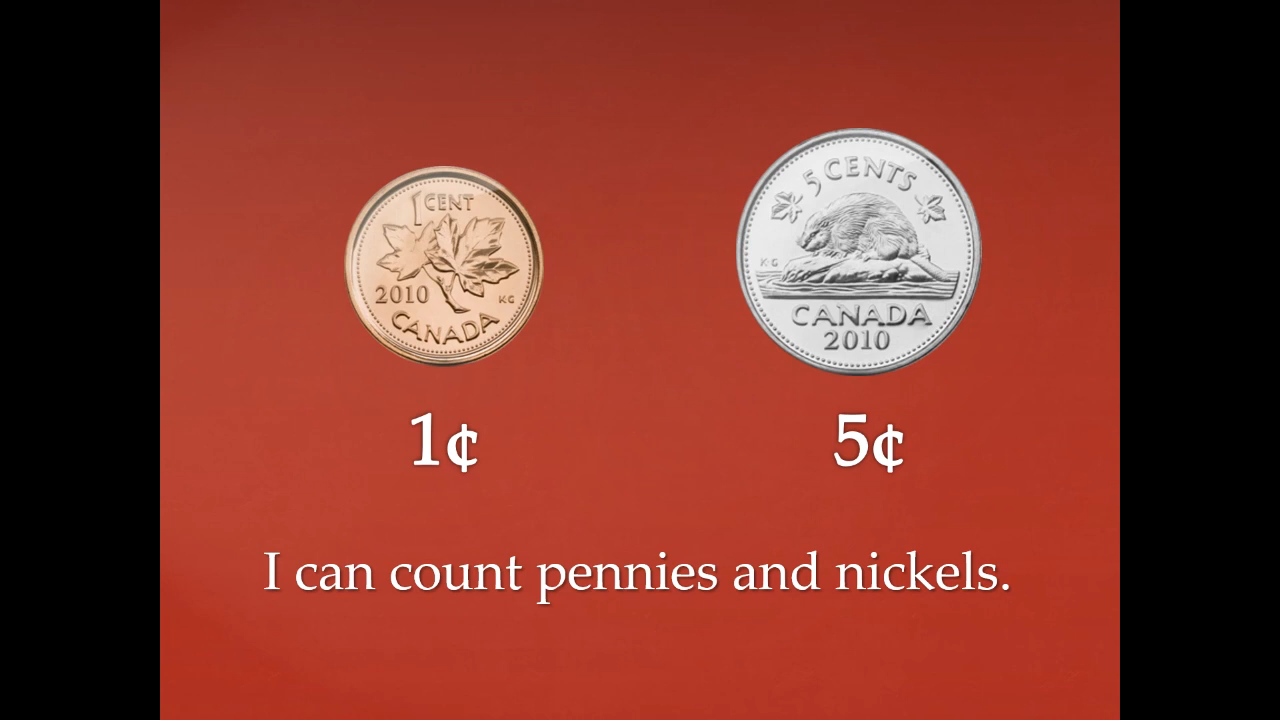 1 CENT
2010
KG
CANADA
5 CENTS
KG
CANADA
2010
1¢
5¢
I can count pennies and nickels.